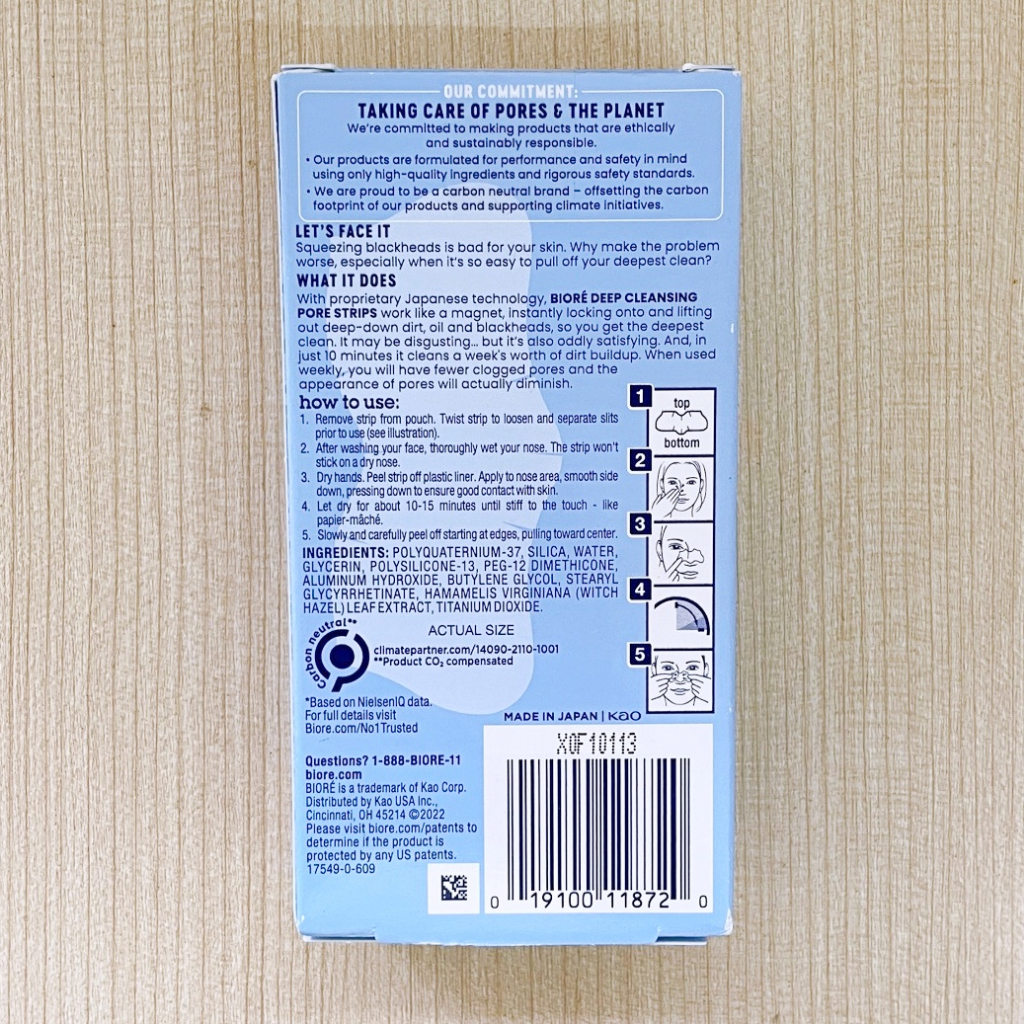 OUR COMMITMENT:
TAKING CARE OF PORES & THE PLANET
We're committed to making products that are ethically
and sustainably responsible.
• Our products are formulated for performance and safety in mind
using only high-quality ingredients and rigorous safety standards.
• We are proud to be a carbon neutral brand – offsetting the carbon
footprint of our products and supporting climate initiatives.
LET'S FACE IT
Squeezing blackheads is bad for your skin. Why make the problem
worse, especially when it's so easy to pull off your deepest clean?
WHAT IT DOES
With proprietary Japanese technology, BIORÉ DEEP CLEANSING
PORE STRIPS work like a magnet, instantly locking onto and lifting
out deep-down dirt, oil and blackheads, so you get the deepest
clean. It may be disgusting... but it's also oddly satisfying. And, in
just 10 minutes it cleans a week's worth of dirt buildup. When used
weekly, you will have fewer clogged pores and the
appearance of pores will actually diminish.
how to use:
1. Remove strip from pouch. Twist strip to loosen and separate slits
prior to use (see illustration).
2. After washing your face, thoroughly wet your nose. The strip won't
stick on a dry nose.
3. Dry hands. Peel strip off plastic liner. Apply to nose area, smooth side
down, pressing down to ensure good contact with skin.
4. Let dry for about 10-15 minutes until stiff to the touch - like
papier-mâché.
5. Slowly and carefully peel off starting at edges, pulling toward center.
1
top
bottom
2
3
4
5
INGREDIENTS: POLYQUATERNIUM-37, SILICA, WATER,
GLYCERIN, POLYSILICONE-13, PEG-12 DIMETHICONE,
ALUMINUM HYDROXIDE, BUTYLENE GLYCOL, STEARYL
GLYCYRRHETINATE, HAMAMELIS VIRGINIANA (WITCH
HAZEL) LEAF EXTRACT, TITANIUM DIOXIDE.
Carbon neutral**
ACTUAL SIZE
climatepartner.com/14090-2110-1001
**Product CO₂ compensated
*Based on NielsenIQ data.
For full details visit
Biore.com/No1Trusted
MADE IN JAPAN | Kao
Questions? 1-888-BIORE-11
biore.com
BIORÉ is a trademark of Kao Corp.
Distributed by Kao USA Inc.,
Cincinnati, OH 45214 ©2022
Please visit biore.com/patents to
determine if the product is
protected by any US patents.
17549-0-609
X0F10113
0 19100 11872 0